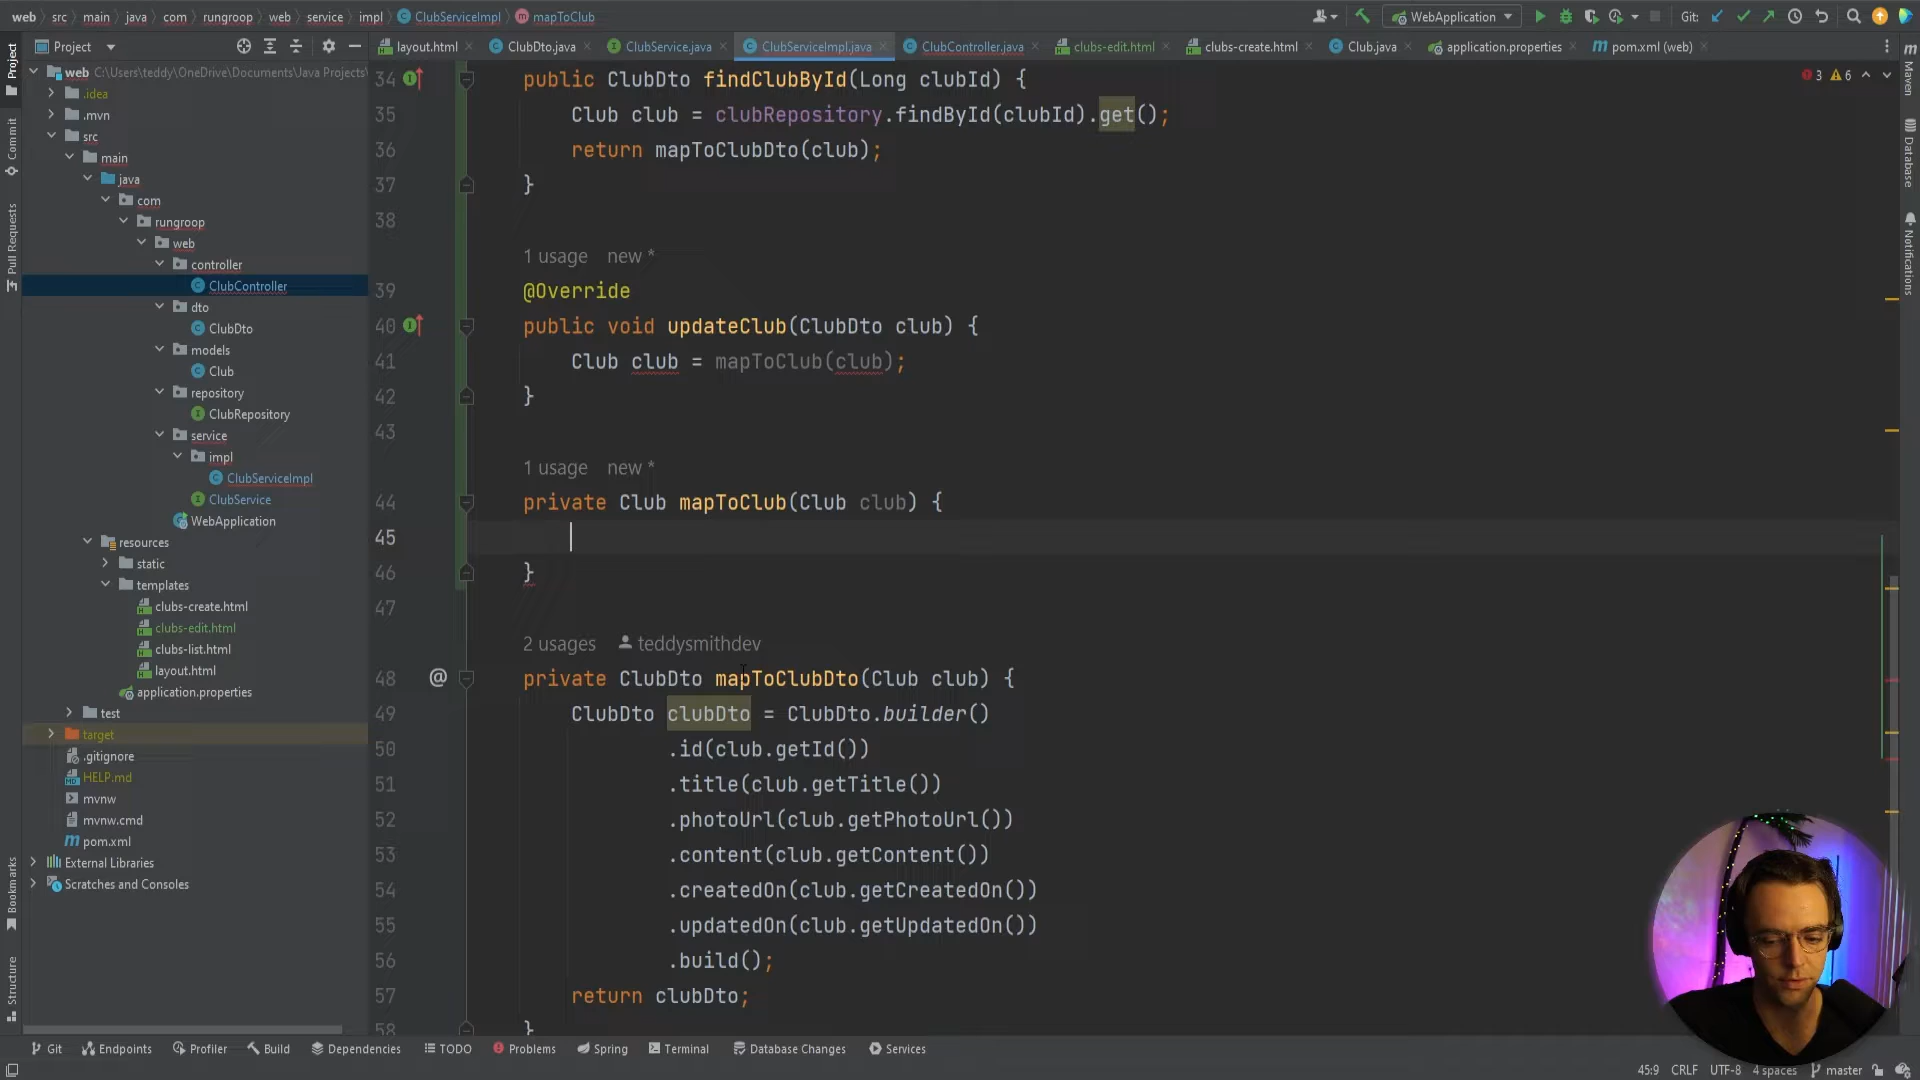 web > src > main > java > com > rungroop > web > service > impl > ClubServiceImpl > mapToClub
WebApplication
Git:
Project
layout.html
ClubDto.java
ClubService.java
ClubServiceImpl.java
ClubController.java
clubs-edit.html
clubs-create.html
Club.java
application.properties
pom.xml (web)
Project
Commit
Pull Requests
Bookmarks
Structure
Maven
Database
Notifications
web C:\Users\teddy\OneDrive\Documents\Java Projects\
.idea
.mvn
src
main
java
com
rungroop
web
controller
ClubController
dto
ClubDto
models
Club
repository
ClubRepository
service
impl
ClubServiceImpl
ClubService
WebApplication
resources
static
templates
clubs-create.html
clubs-edit.html
clubs-list.html
layout.html
application.properties
test
target
.gitignore
HELP.md
mvnw
mvnw.cmd
pom.xml
External Libraries
Scratches and Consoles
3 6
34 public ClubDto findClubById(Long clubId) {
35 Club club = clubRepository.findById(clubId).get();
36 return mapToClubDto(club);
37 }
38
1 usage new *
39 @Override
40 public void updateClub(ClubDto club) {
41 Club club = mapToClub(club);
42 }
43
1 usage new *
44 private Club mapToClub(Club club) {
45
46 }
47
2 usages teddysmithdev
48 @ private ClubDto mapToClubDto(Club club) {
49 ClubDto clubDto = ClubDto.builder()
50 .id(club.getId())
51 .title(club.getTitle())
52 .photoUrl(club.getPhotoUrl())
53 .content(club.getContent())
54 .createdOn(club.getCreatedOn())
55 .updatedOn(club.getUpdatedOn())
56 .build();
57 return clubDto;
58 }
Git Endpoints Profiler Build Dependencies TODO Problems Spring Terminal Database Changes Services
45:9 CRLF UTF-8 4 spaces master